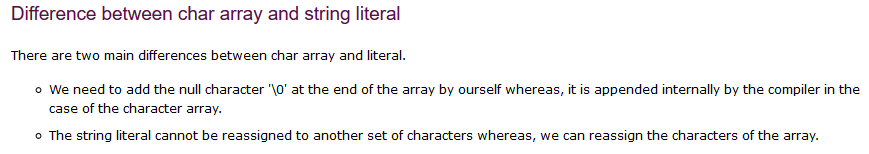 Difference between char array and string literal
There are two main differences between char array and literal.
We need to add the null character '\0' at the end of the array by ourself whereas, it is appended internally by the compiler in the
case of the character array.
The string literal cannot be reassigned to another set of characters whereas, we can reassign the characters of the array.